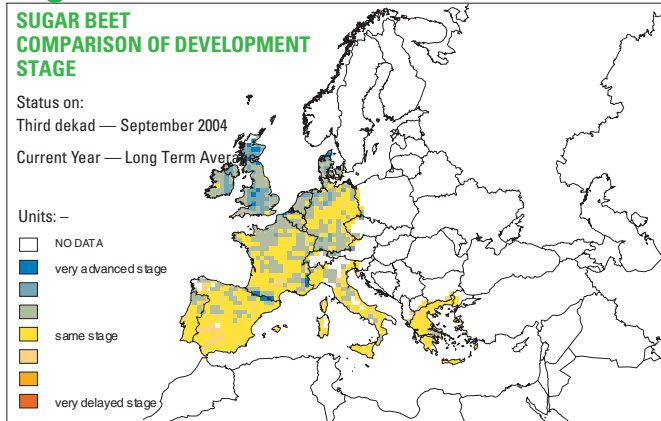 SUGAR BEET
COMPARISON OF DEVELOPMENT
STAGE
Status on:
Third dekad — September 2004
Current Year — Long Term Average
Units: –
NO DATA
very advanced stage
same stage
very delayed stage